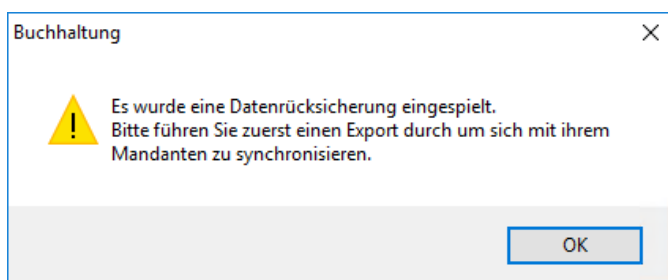 Buchhaltung
Es wurde eine Datenrücksicherung eingespielt.
Bitte führen Sie zuerst einen Export durch um sich mit ihrem
Mandanten zu synchronisieren.
OK